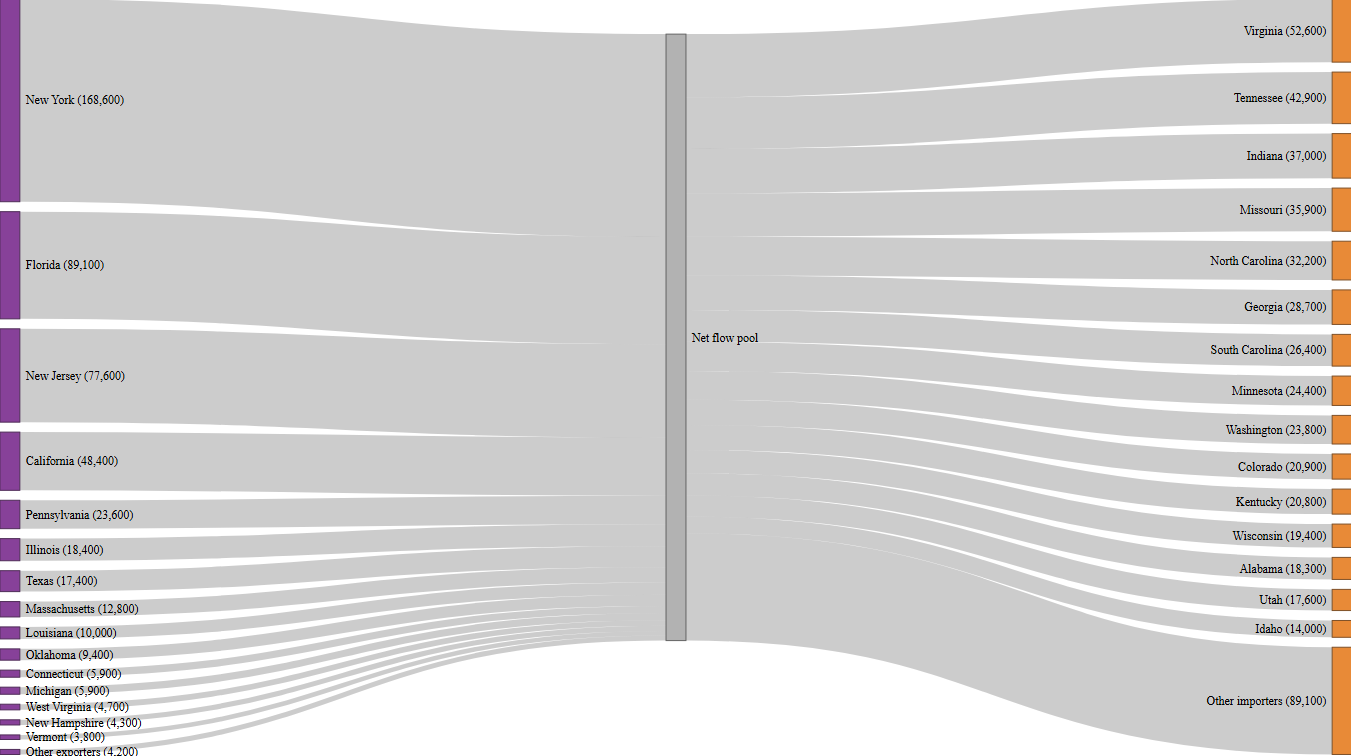 New York (168,600)
Florida (89,100)
New Jersey (77,600)
California (48,400)
Pennsylvania (23,600)
Illinois (18,400)
Texas (17,400)
Massachusetts (12,800)
Louisiana (10,000)
Oklahoma (9,400)
Connecticut (5,900)
Michigan (5,900)
West Virginia (4,700)
New Hampshire (4,300)
Vermont (3,800)
Other exporters (4,200)
Net flow pool
Virginia (52,600)
Tennessee (42,900)
Indiana (37,000)
Missouri (35,900)
North Carolina (32,200)
Georgia (28,700)
South Carolina (26,400)
Minnesota (24,400)
Washington (23,800)
Colorado (20,900)
Kentucky (20,800)
Wisconsin (19,400)
Alabama (18,300)
Utah (17,600)
Idaho (14,000)
Other importers (89,100)